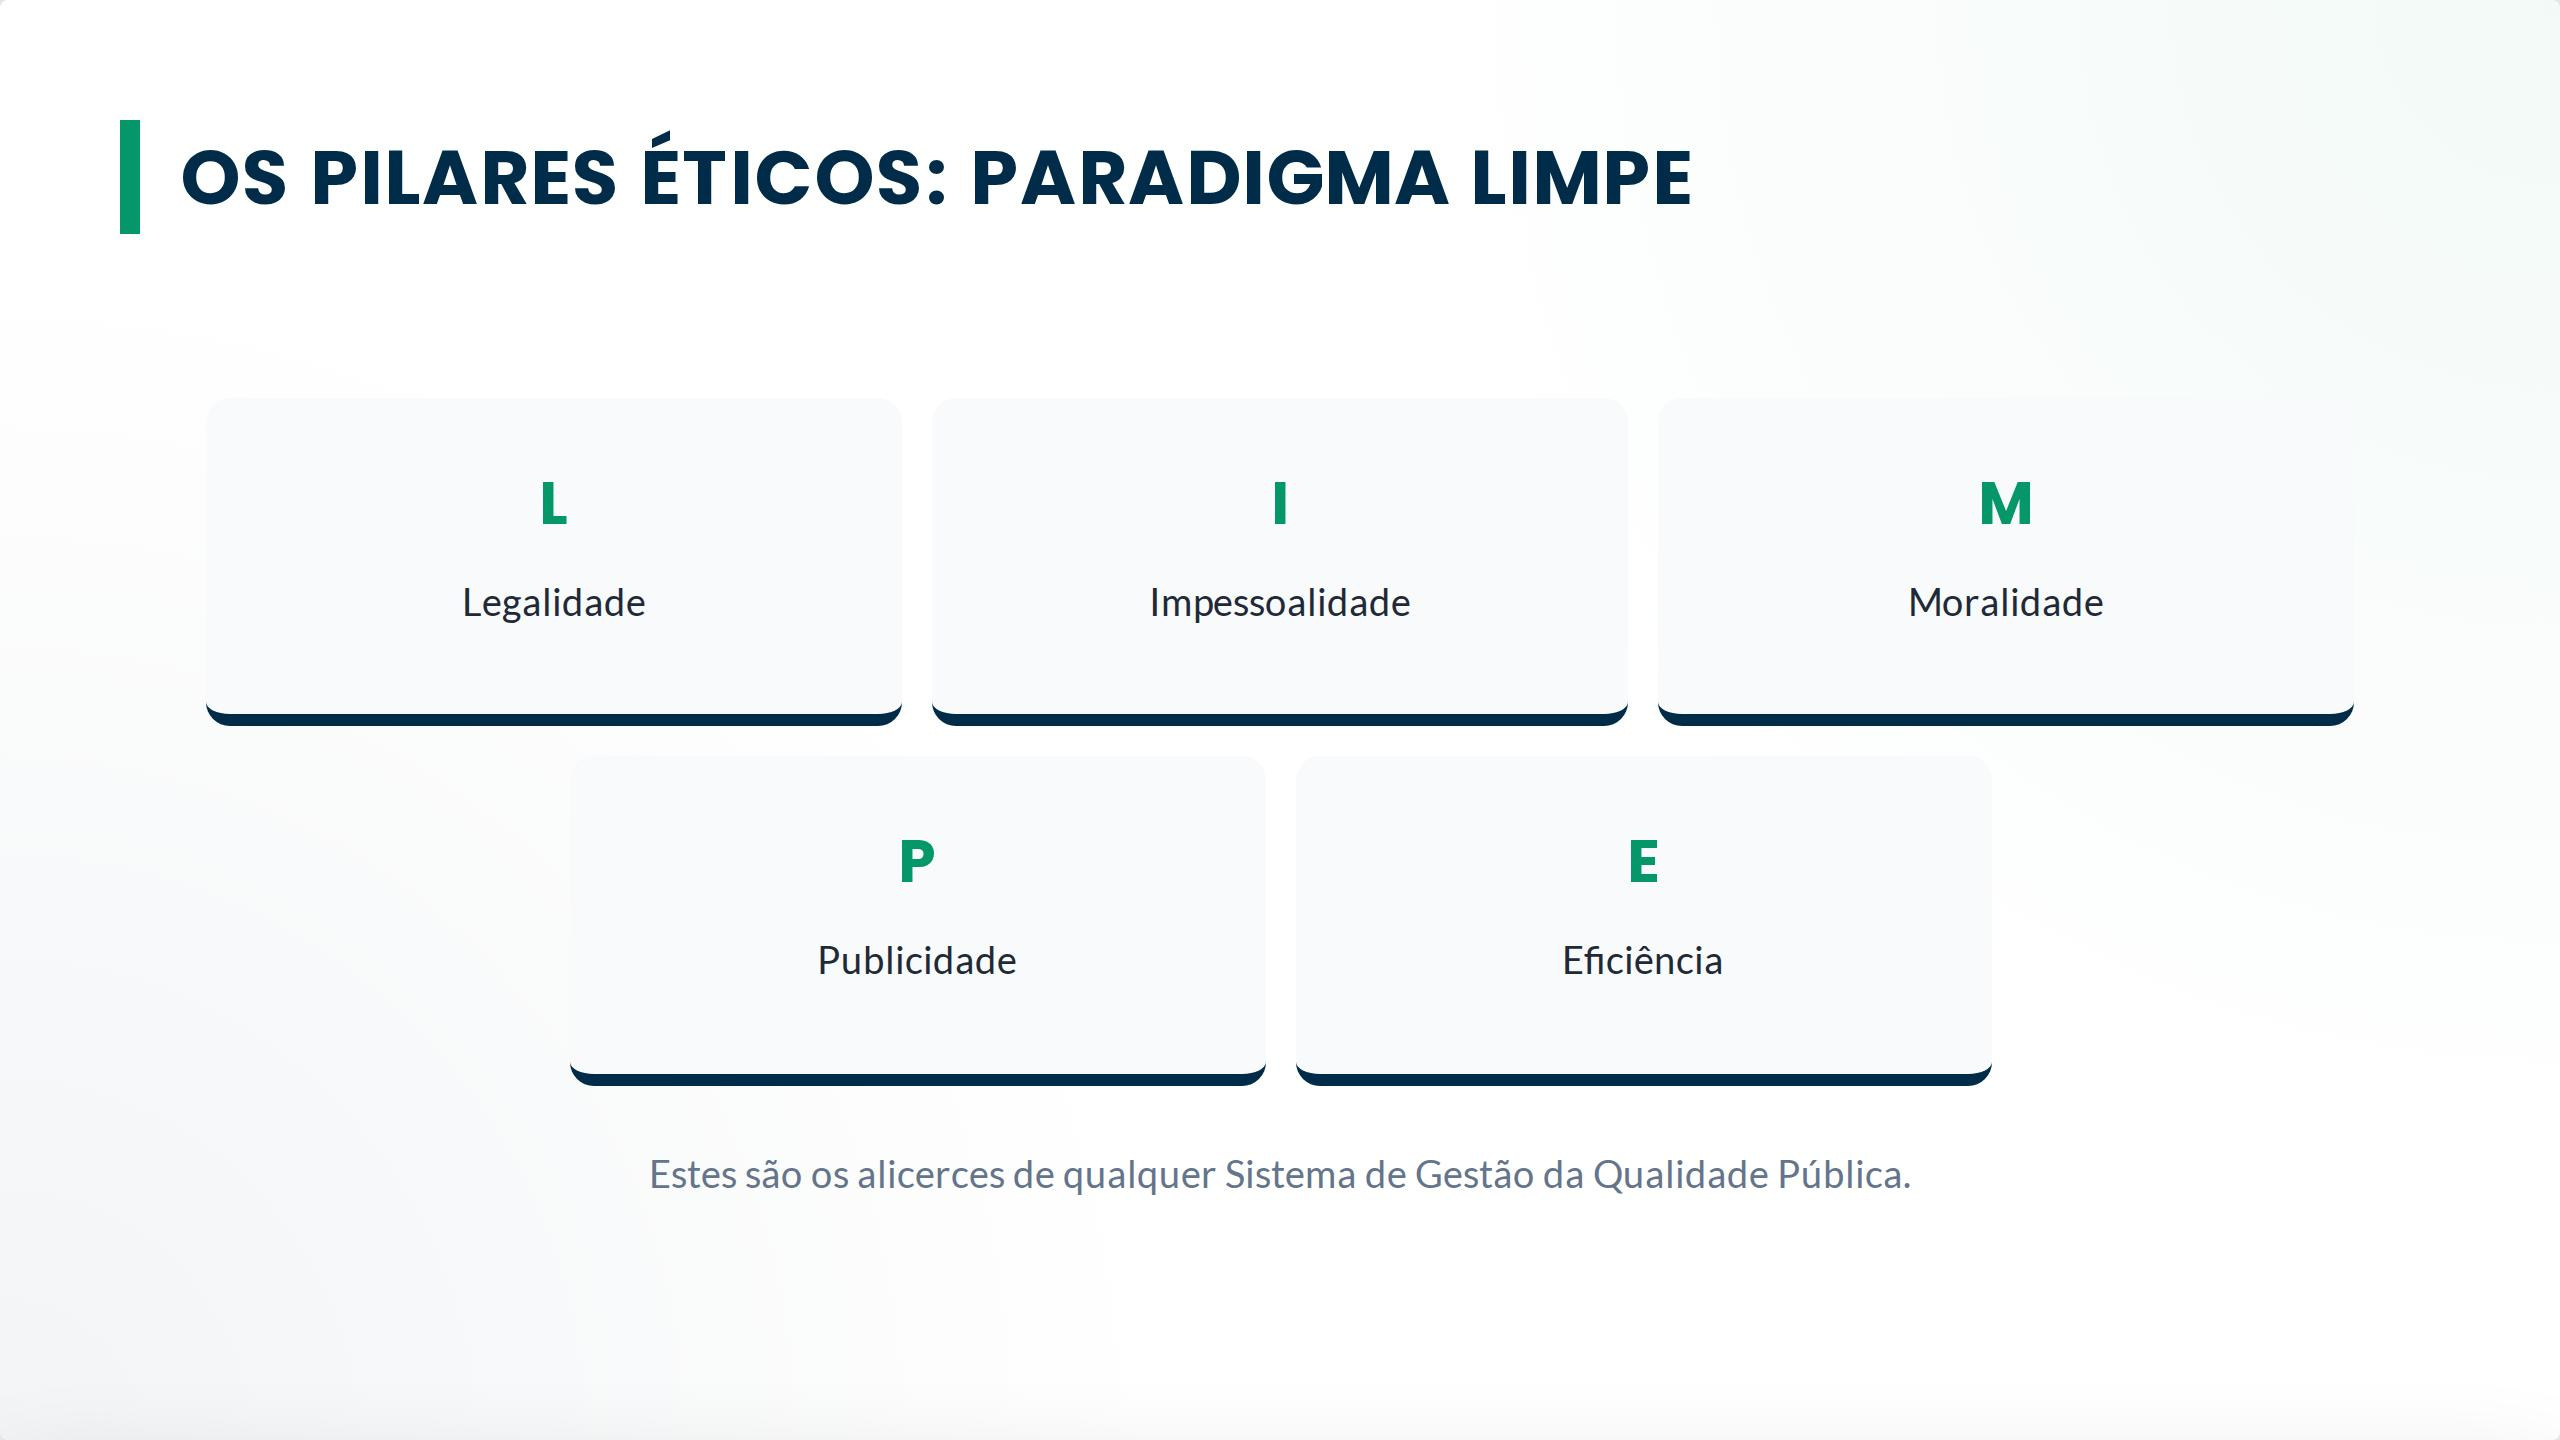 OS PILARES ÉTICOS: PARADIGMA LIMPE
L
Legalidade
I
Impessoalidade
M
Moralidade
P
Publicidade
E
Eficiência
Estes são os alicerces de qualquer Sistema de Gestão da Qualidade Pública.